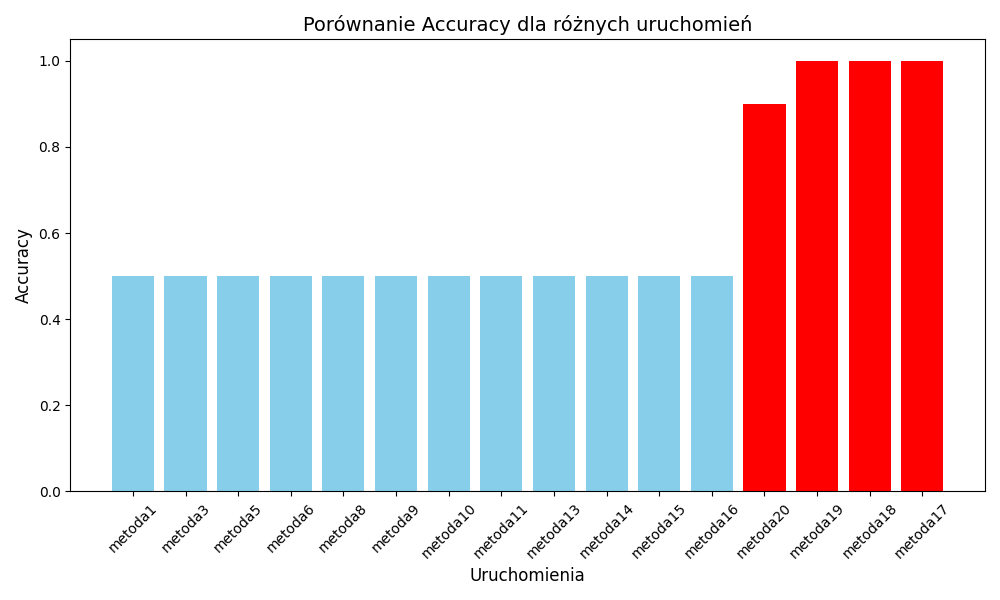 Porównanie Accuracy dla różnych uruchomień
Accuracy
1.0
0.8
0.6
0.4
0.2
0.0
metoda1
metoda3
metoda5
metoda6
metoda8
metoda9
metoda10
metoda11
metoda13
metoda14
metoda15
metoda16
metoda20
metoda19
metoda18
metoda17
Uruchomienia